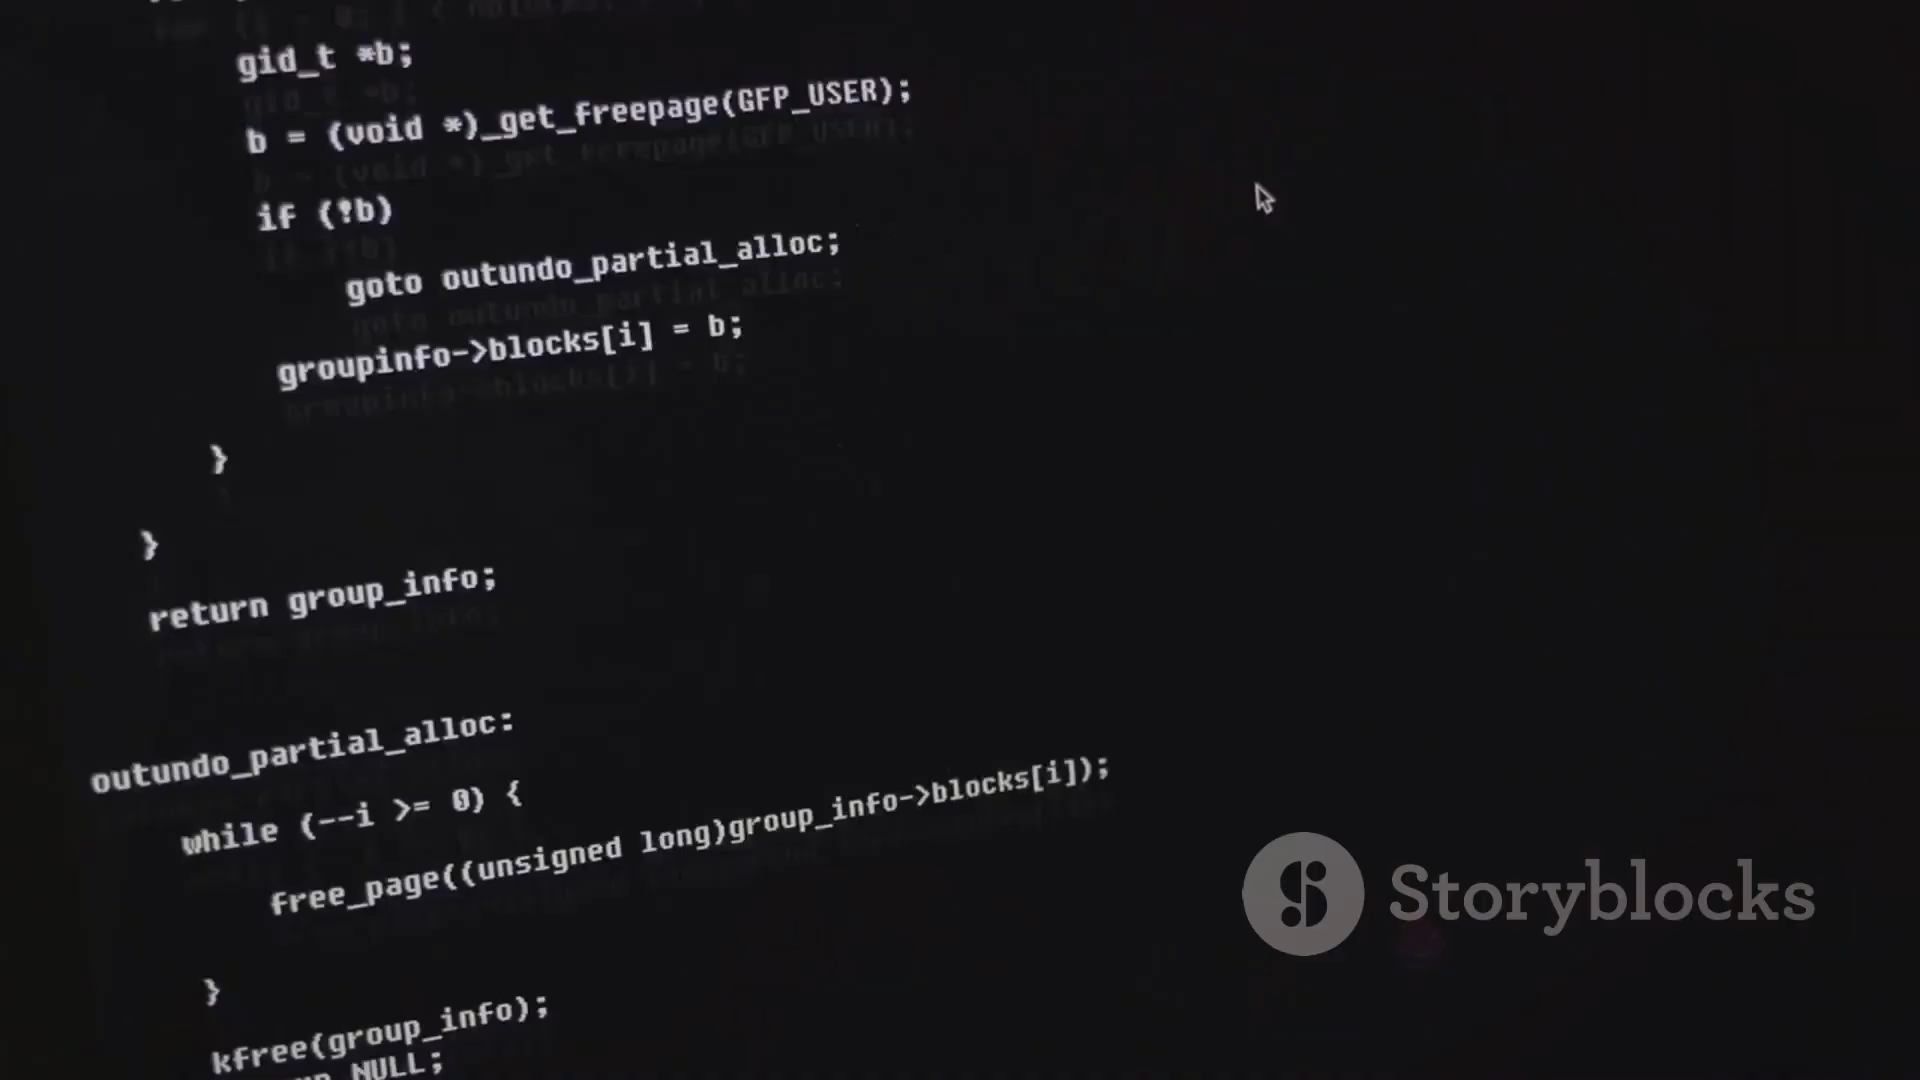 gid_t *b;
b = (void *)_get_freepage(GFP_USER);
if (!b)
goto outundo_partial_alloc;
groupinfo->blocks[i] = b;
}
}
return group_info;
outundo_partial_alloc:
while (--i >= 0) {
free_page((unsigned long)group_info->blocks[i]);
}
kfree(group_info);
NULL;
Storyblocks